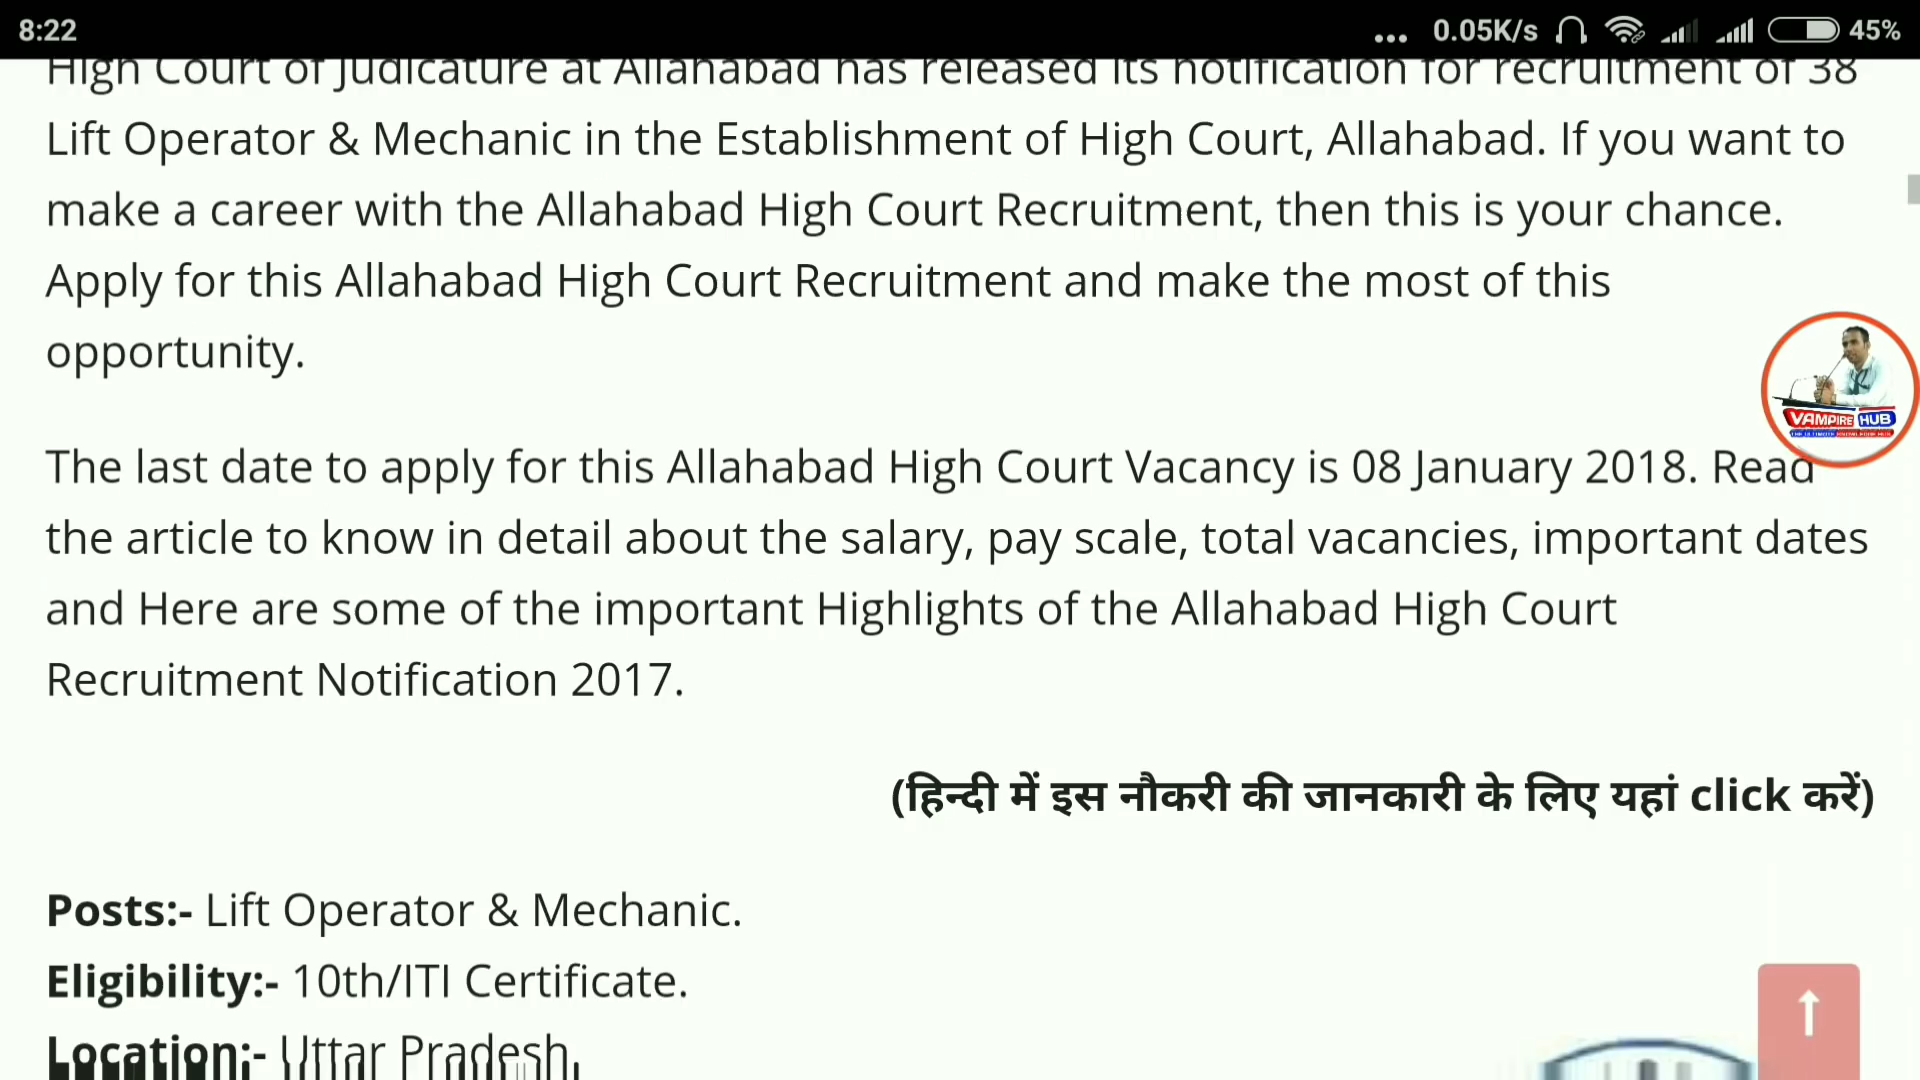 8:22
... 0.05K/s 45%
High Court of Judicature at Allahabad has released its notification for recruitment of 38
Lift Operator & Mechanic in the Establishment of High Court, Allahabad. If you want to
make a career with the Allahabad High Court Recruitment, then this is your chance.
Apply for this Allahabad High Court Recruitment and make the most of this
opportunity.
VAMPIRE HUB
The last date to apply for this Allahabad High Court Vacancy is 08 January 2018. Read
the article to know in detail about the salary, pay scale, total vacancies, important dates
and Here are some of the important Highlights of the Allahabad High Court
Recruitment Notification 2017.
(हिन्दी में इस नौकरी की जानकारी के लिए यहां click करें)
Posts:- Lift Operator & Mechanic.
Eligibility:- 10th/ITI Certificate.
Location:- Uttar Pradesh.